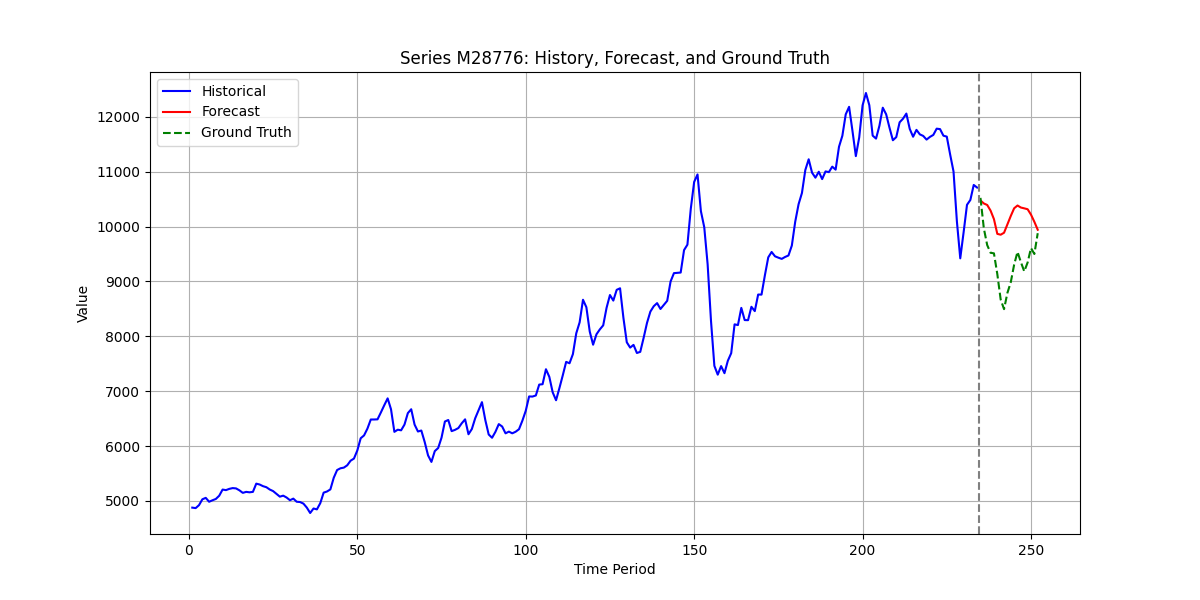 Series M28776: History, Forecast, and Ground Truth
Historical
Forecast
Ground Truth
12000
11000
10000
9000
8000
7000
6000
5000
Value
0 50 100 150 200 250
Time Period